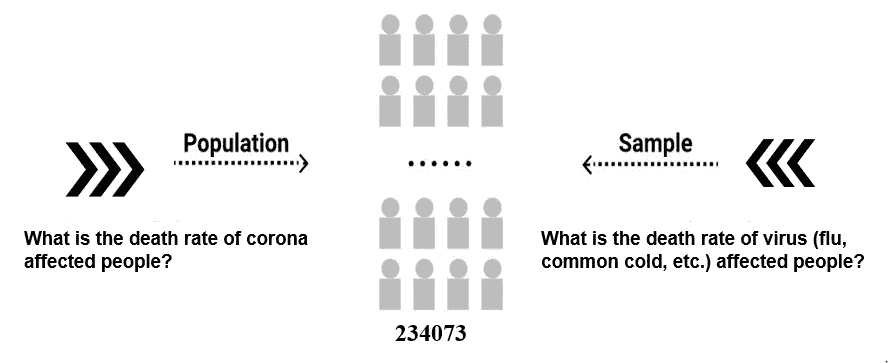 Population
Sample
What is the death rate of corona
affected people?
What is the death rate of virus (flu,
common cold, etc.) affected people?
234073